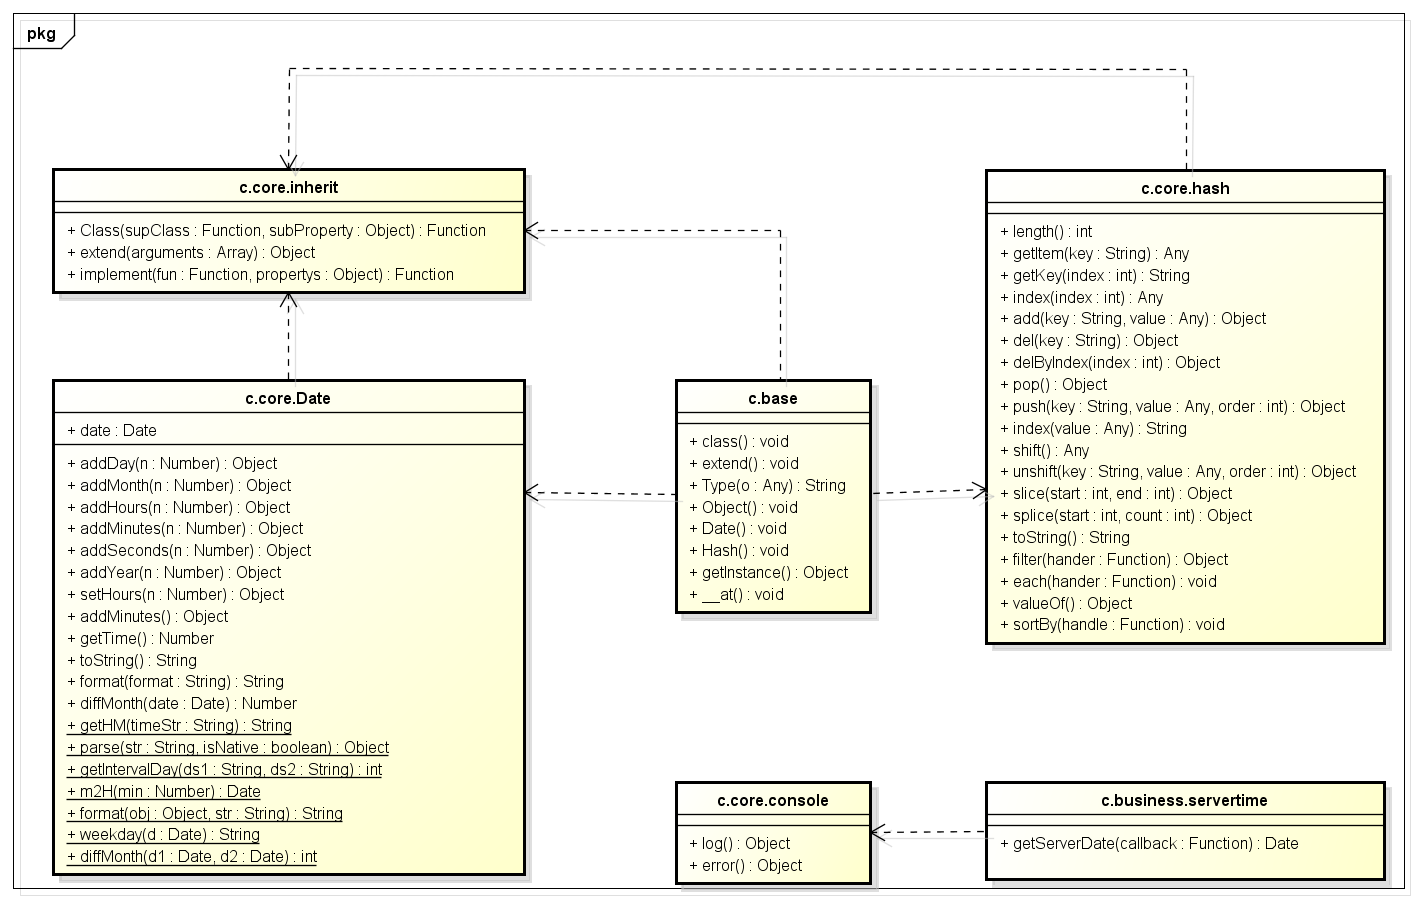 pkg
c.core.inherit
+ Class(supClass : Function, subProperty : Object) : Function
+ extend(arguments : Array) : Object
+ implement(fun : Function, propertys : Object) : Function
c.core.hash
+ length() : int
+ getItem(key : String) : Any
+ getKey(index : int) : String
+ index(index : int) : Any
+ add(key : String, value : Any) : Object
+ del(key : String) : Object
+ delByIndex(index : int) : Object
+ pop() : Object
+ push(key : String, value : Any, order : int) : Object
+ index(value : Any) : String
+ shift() : Any
+ unshift(key : String, value : Any, order : int) : Object
+ slice(start : int, end : int) : Object
+ splice(start : int, count : int) : Object
+ toString() : String
+ filter(hander : Function) : Object
+ each(hander : Function) : void
+ valueOf() : Object
+ sortBy(handle : Function) : void
c.core.Date
+ date : Date
+ addDay(n : Number) : Object
+ addMonth(n : Number) : Object
+ addHours(n : Number) : Object
+ addMinutes(n : Number) : Object
+ addSeconds(n : Number) : Object
+ addYear(n : Number) : Object
+ setHours(n : Number) : Object
+ addMinutes() : Object
+ getTime() : Number
+ toString() : String
+ format(format : String) : String
+ diffMonth(date : Date) : Number
+ getHM(timeStr : String) : String
+ parse(str : String, isNative : boolean) : Object
+ getIntervalDay(ds1 : String, ds2 : String) : int
+ m2H(min : Number) : Date
+ format(obj : Object, str : String) : String
+ weekday(d : Date) : String
+ diffMonth(d1 : Date, d2 : Date) : int
c.base
+ class() : void
+ extend() : void
+ Type(o : Any) : String
+ Object() : void
+ Date() : void
+ Hash() : void
+ getInstance() : Object
+ __at() : void
c.core.console
+ log() : Object
+ error() : Object
c.business.servertime
+ getServerDate(callback : Function) : Date